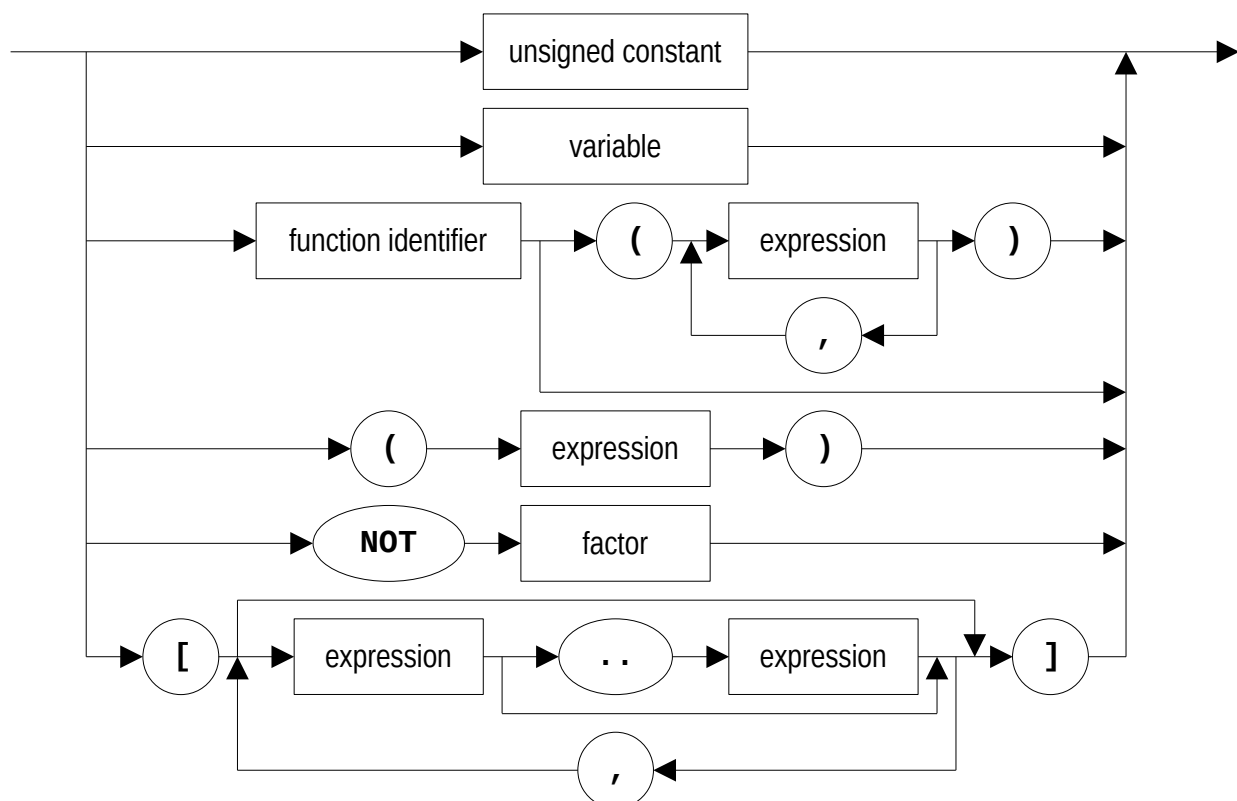 unsigned constant
variable
function identifier ( expression )
,
( expression )
NOT factor
[ expression .. expression ]
,